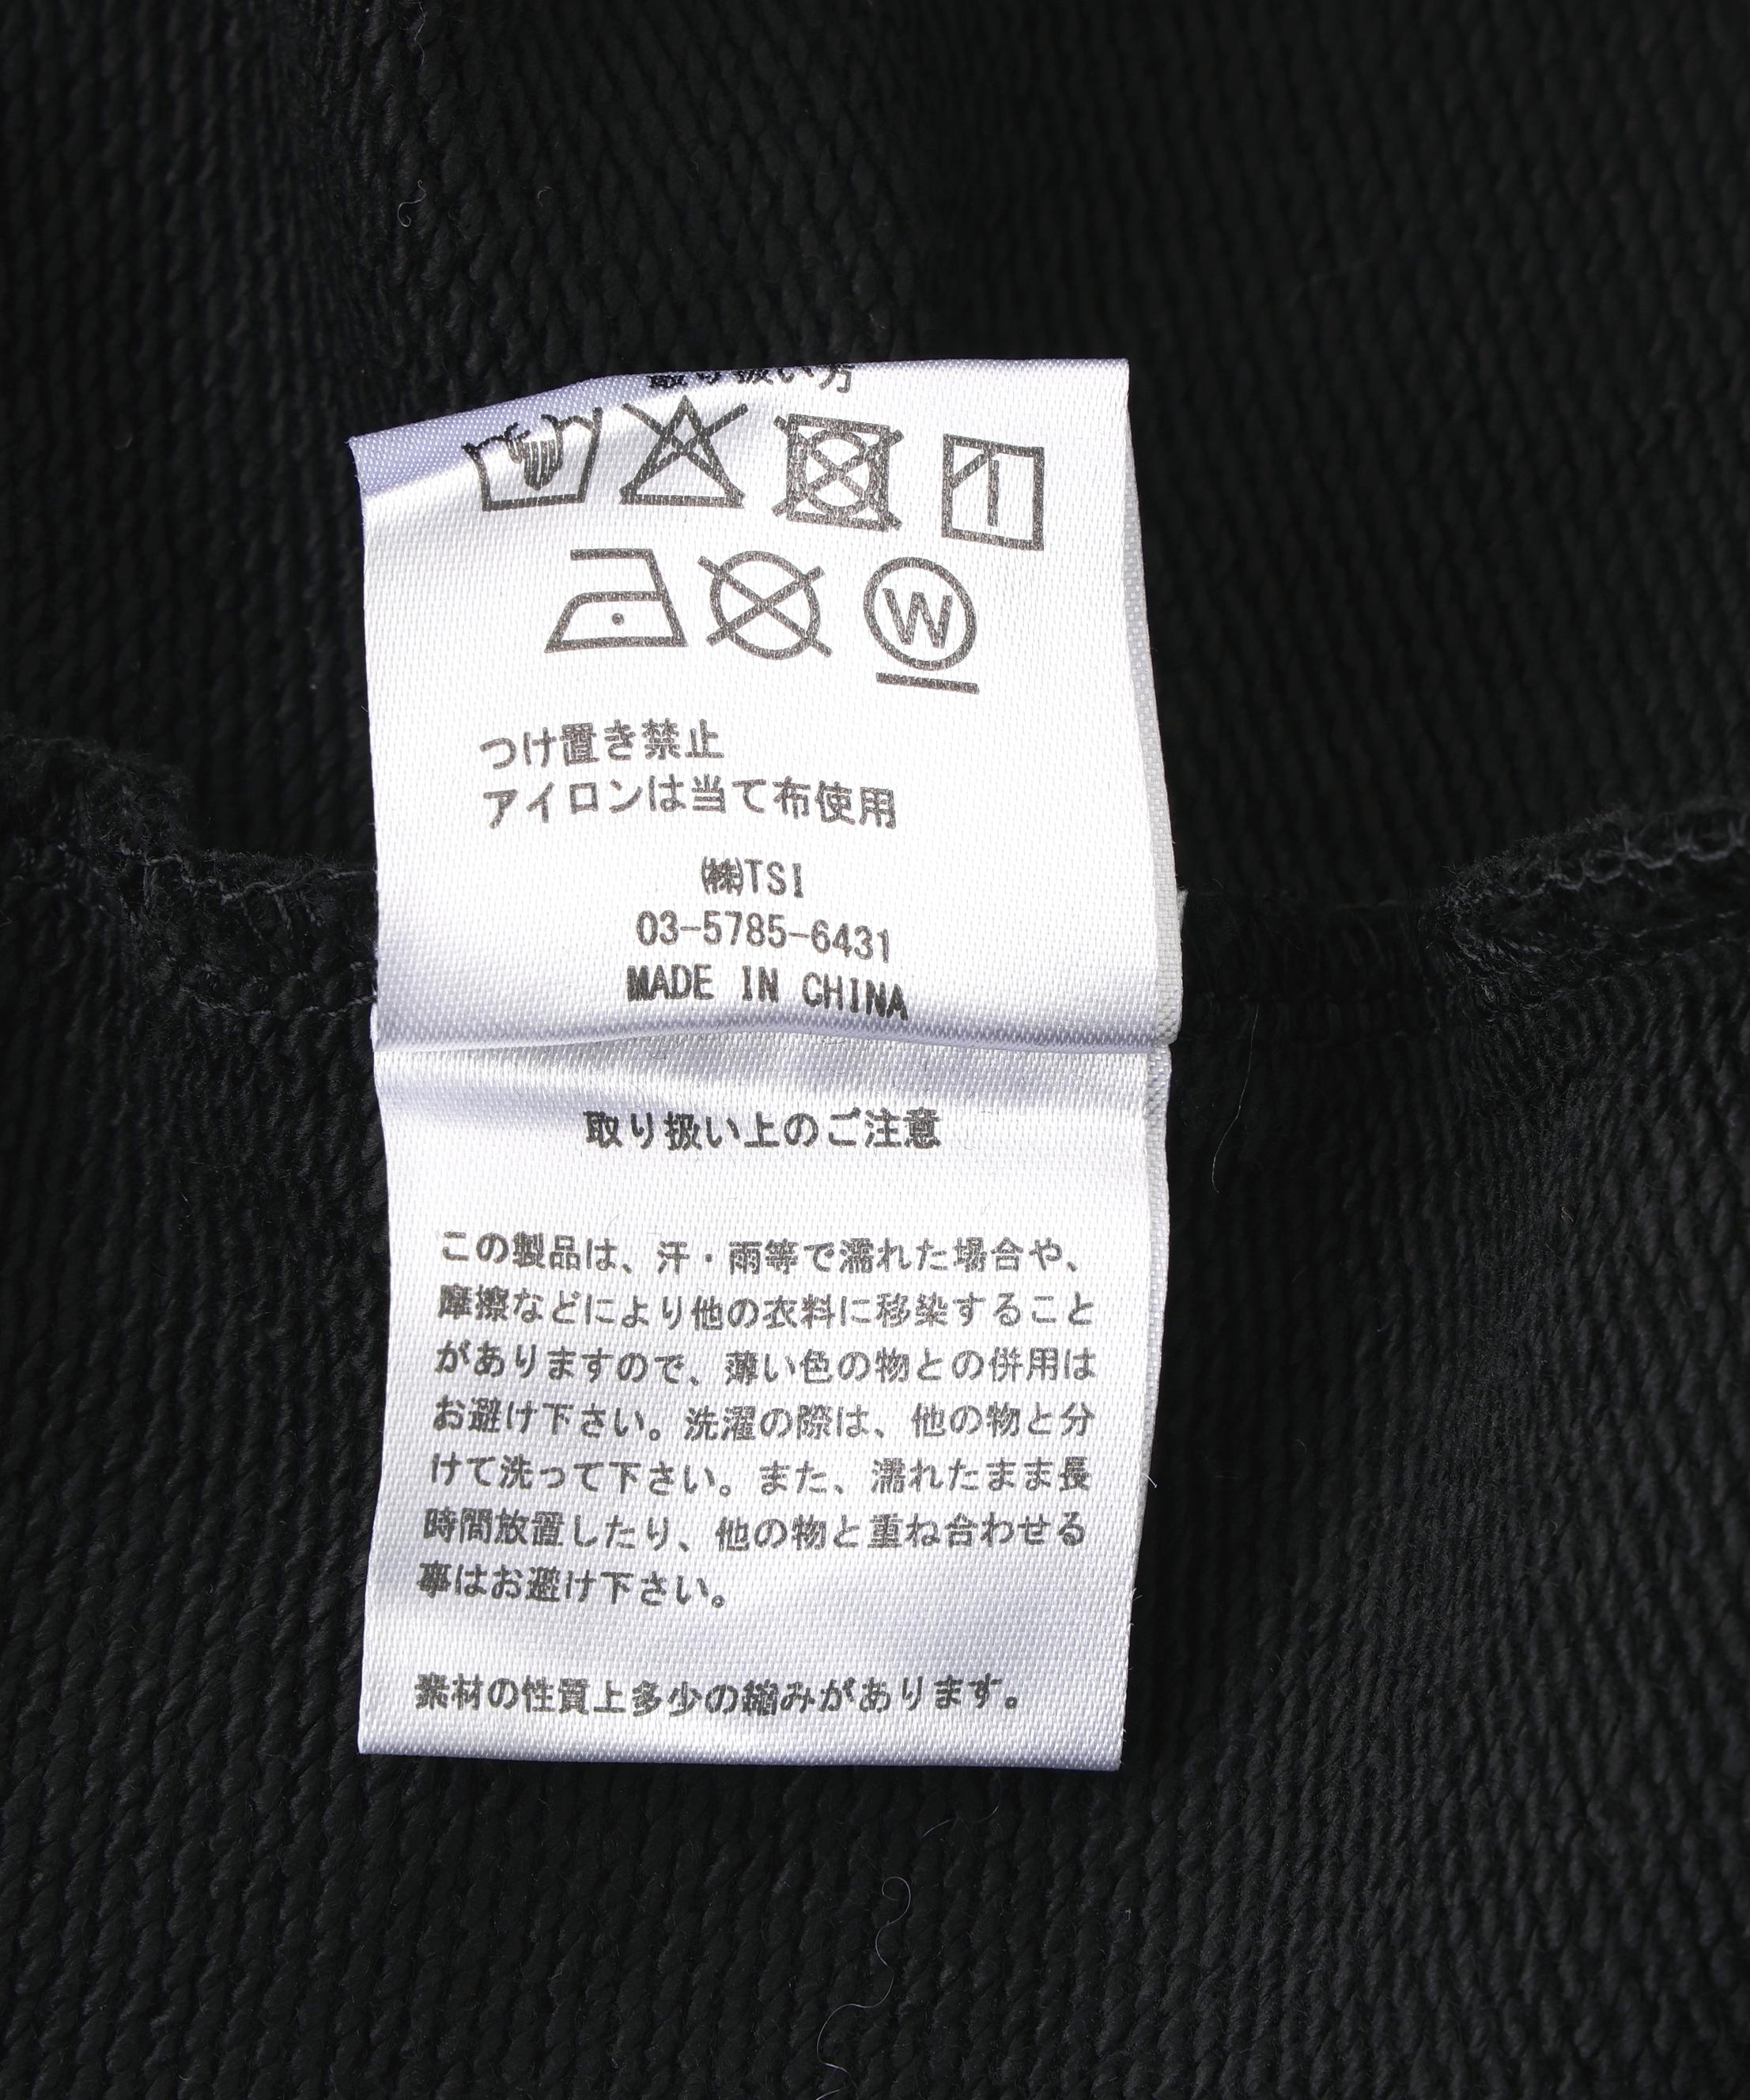 取り扱い方
W
つけ置き禁止
アイロンは当て布使用
㈱TSI
03-5785-6431
MADE IN CHINA
取り扱い上のご注意
この製品は、汗・雨等で濡れた場合や、
摩擦などにより他の衣料に移染すること
がありますので、薄い色の物との併用は
お避け下さい。洗濯の際は、他の物と分
けて洗って下さい。また、濡れたまま長
時間放置したり、他の物と重ね合わせる
事はお避け下さい。
素材の性質上多少の縮みがあります。